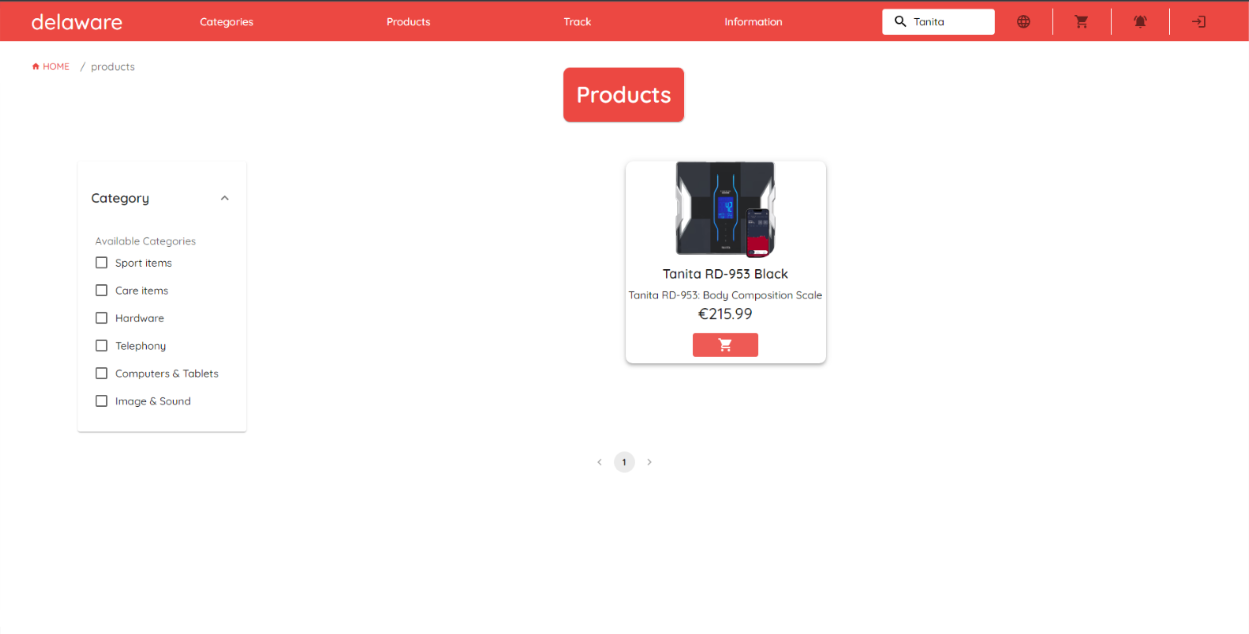 delaware
Categories
Products
Track
Information
Tanita
HOME / products
Products
Category
Available Categories
Sport items
Care items
Hardware
Telephony
Computers & Tablets
Image & Sound
Tanita RD-953 Black
Tanita RD-953: Body Composition Scale
€215.99
1